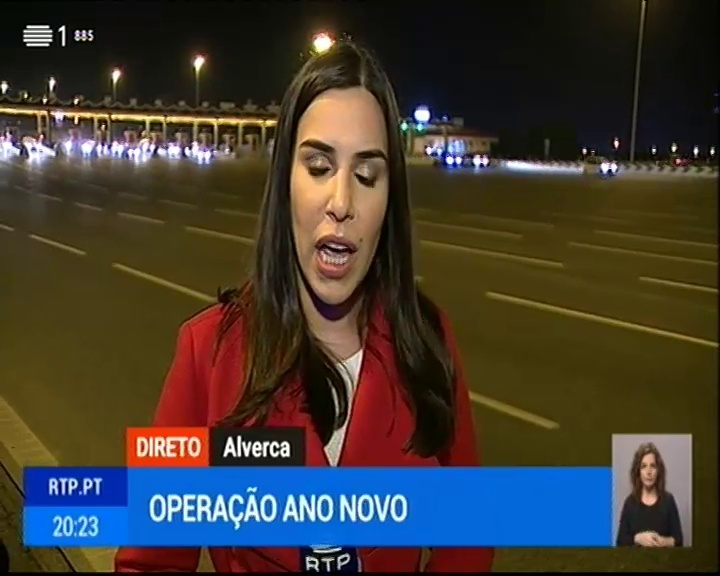 1 885
DIRETO Alverca
RTP.PT
OPERAÇÃO ANO NOVO
20:23
RTP